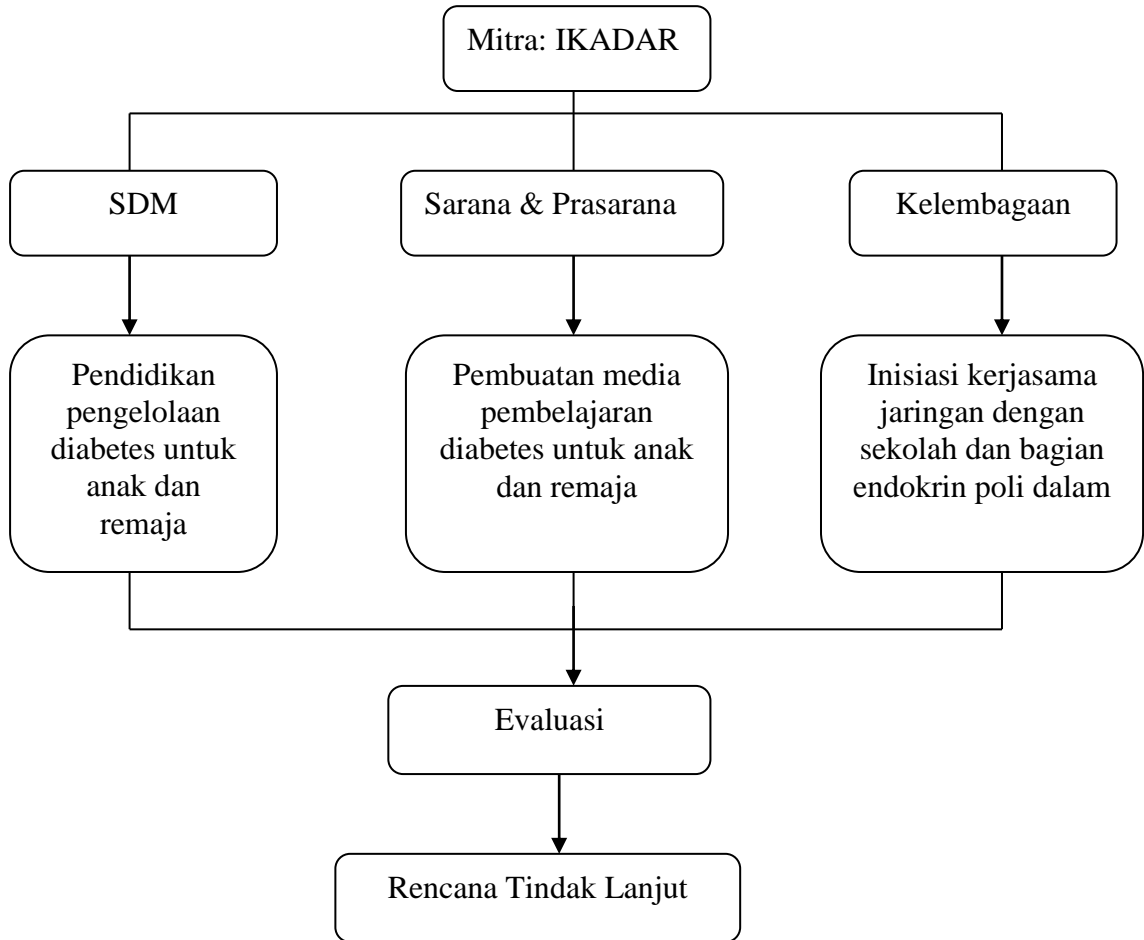 Mitra: IKADAR
SDM
Sarana & Prasarana
Kelembagaan
Pendidikan
pengelolaan
diabetes untuk
anak dan
remaja
Pembuatan media
pembelajaran
diabetes untuk anak
dan remaja
Inisiasi kerjasama
jaringan dengan
sekolah dan bagian
endokrin poli dalam
Evaluasi
Rencana Tindak Lanjut